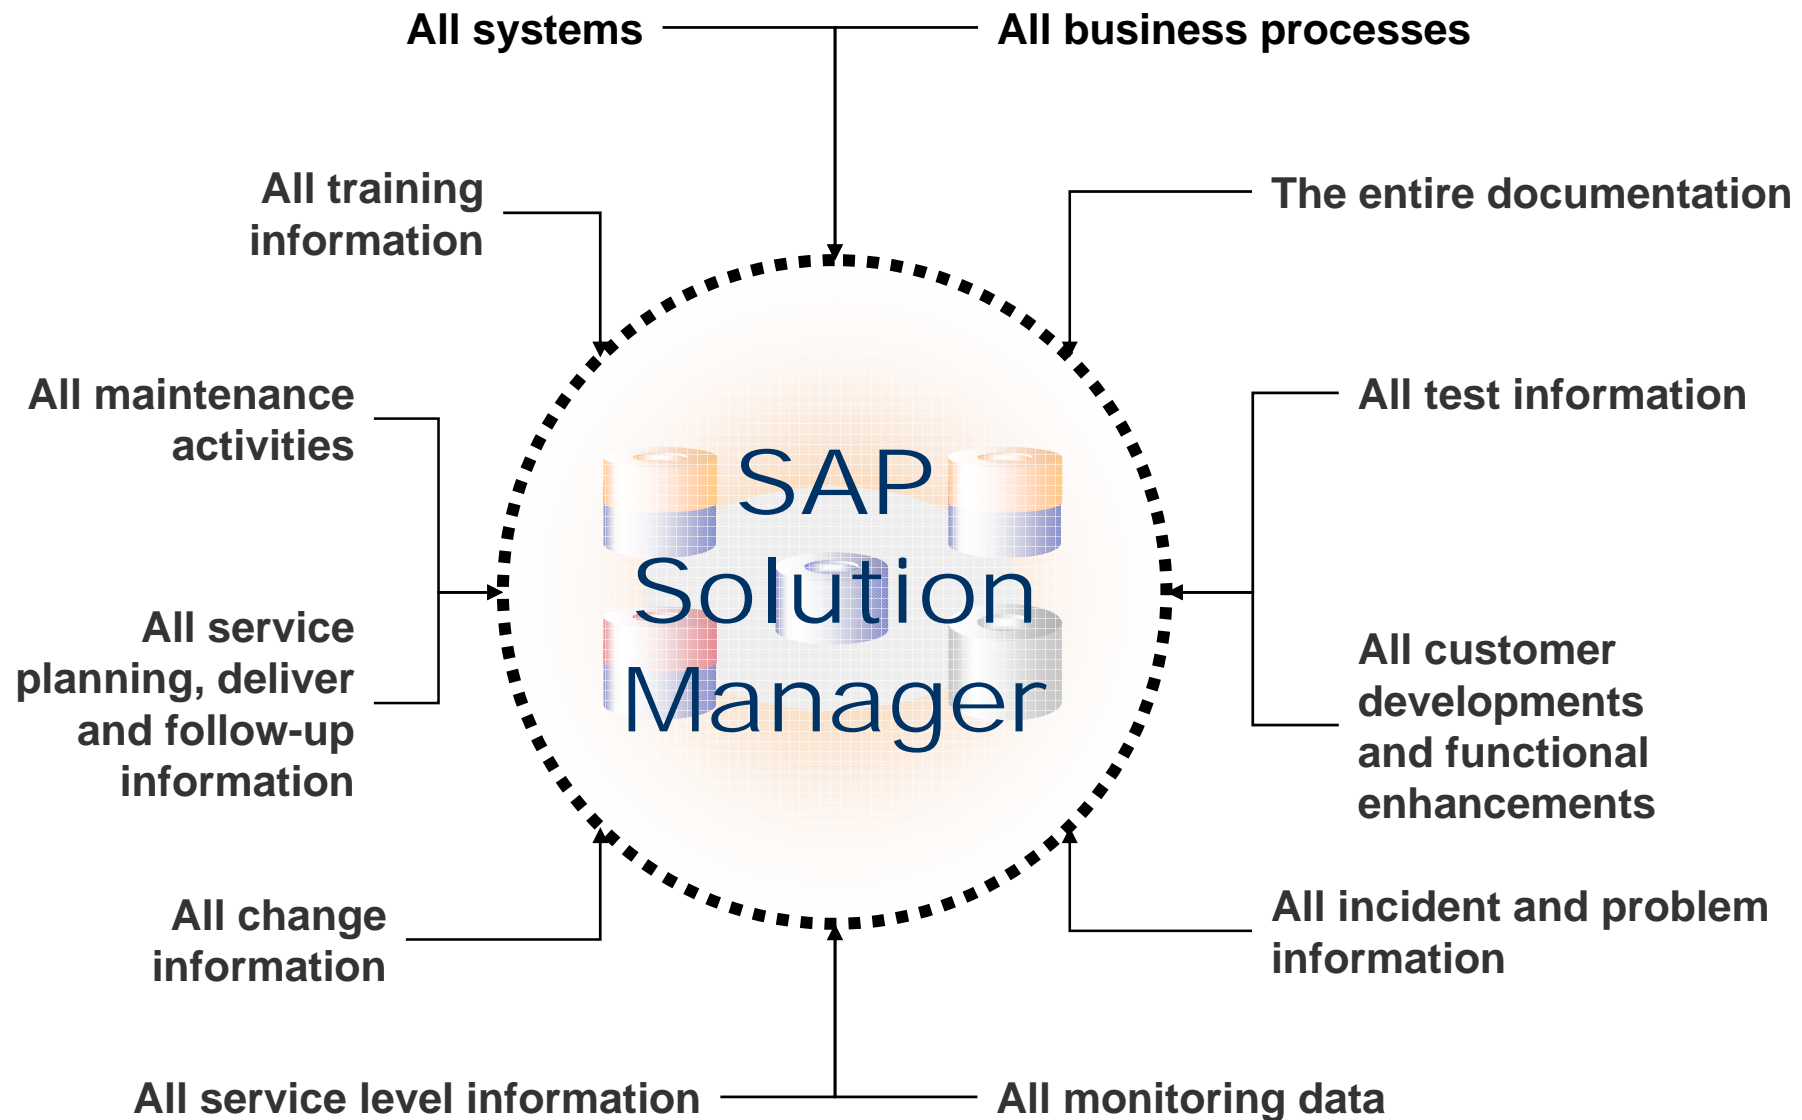 All systems
All business processes
All training
information
The entire documentation
All maintenance
activities
All test information
SAP
Solution
Manager
All service
planning, deliver
and follow-up
information
All customer
developments
and functional
enhancements
All change
information
All incident and problem
information
All service level information
All monitoring data